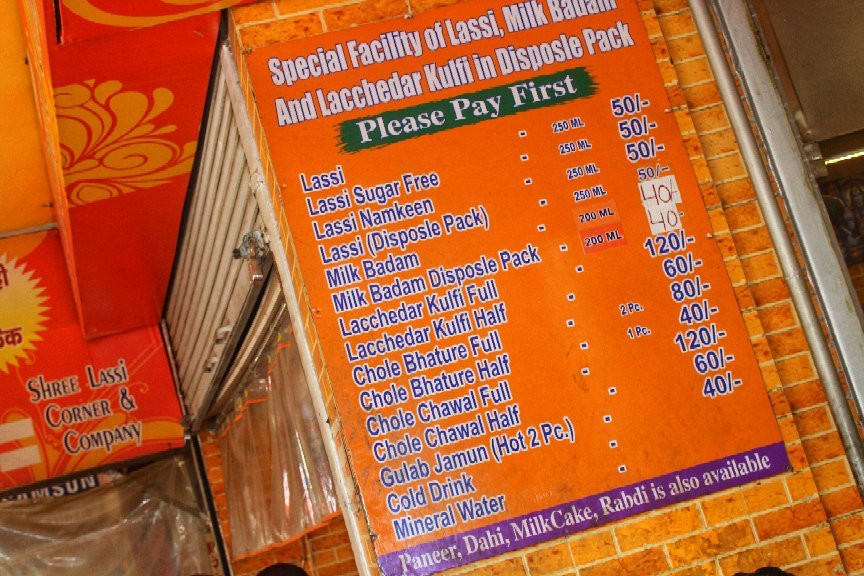 Special Facility of Lassi, Milk Badam
And Lacchedar Kulfi in Disposle Pack
Please Pay First
Lassi - 250 ML 50/-
Lassi Sugar Free - 250 ML 50/-
Lassi Namkeen - 250 ML 50/-
Lassi (Disposle Pack) - 250 ML 50/-
Milk Badam - 200 ML 40/-
Milk Badam Disposle Pack - 200 ML 40/-
Lacchedar Kulfi Full - 120/-
Lacchedar Kulfi Half - 60/-
Chole Bhature Full - 2 Pc. 80/-
Chole Bhature Half - 1 Pc. 40/-
Chole Chawal Full - 120/-
Chole Chawal Half - 60/-
Gulab Jamun (Hot 2 Pc.) - 40/-
Cold Drink -
Mineral Water -
Paneer, Dahi, MilkCake, Rabdi is also available
Shree Lassi
Corner &
Company